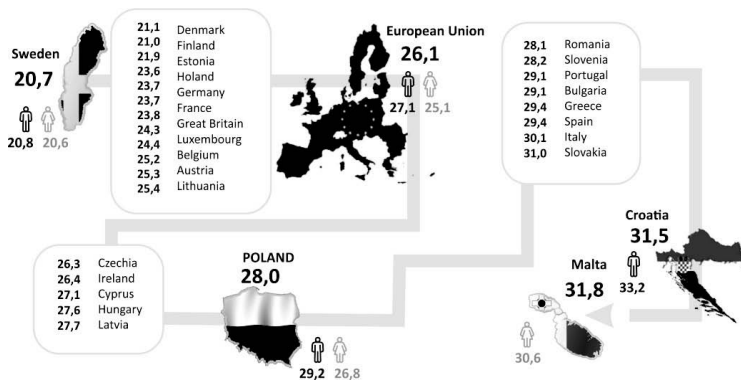 Sweden
20,7
20,8 20,6
21,1 Denmark
21,0 Finland
21,9 Estonia
23,6 Holand
23,7 Germany
23,7 France
23,8 Great Britain
24,3 Luxembourg
24,4 Belgium
25,2 Austria
25,3 Lithuania
25,4
European Union
26,1
27,1 25,1
26,3 Czechia
26,4 Ireland
27,1 Cyprus
27,6 Hungary
27,7 Latvia
POLAND
28,0
29,2 26,8
28,1 Romania
28,2 Slovenia
29,1 Portugal
29,1 Bulgaria
29,4 Greece
29,4 Spain
30,1 Italy
31,0 Slovakia
Croatia
31,5
33,2
Malta
31,8
30,6